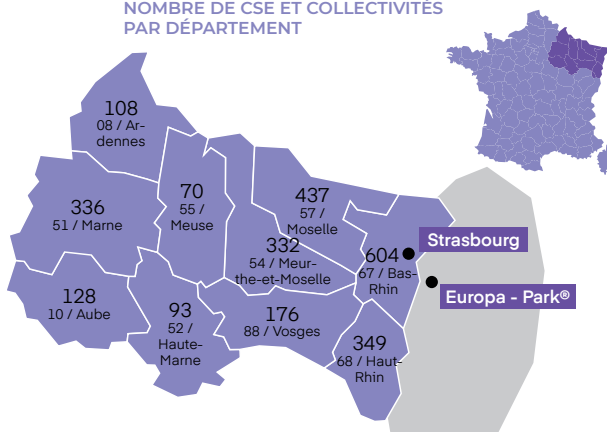 NOMBRE DE CSE ET COLLECTIVITÉS
PAR DÉPARTEMENT
108
08 / Ar-
dennes
336
51 / Marne
70
55 /
Meuse
437
57 /
Moselle
332
54 / Meur-
the-et-Moselle
604
67 / Bas-
Rhin
Strasbourg
Europa - Park®
128
10 / Aube
93
52 /
Haute-
Marne
176
88 / Vosges
349
68 / Haut-
Rhin